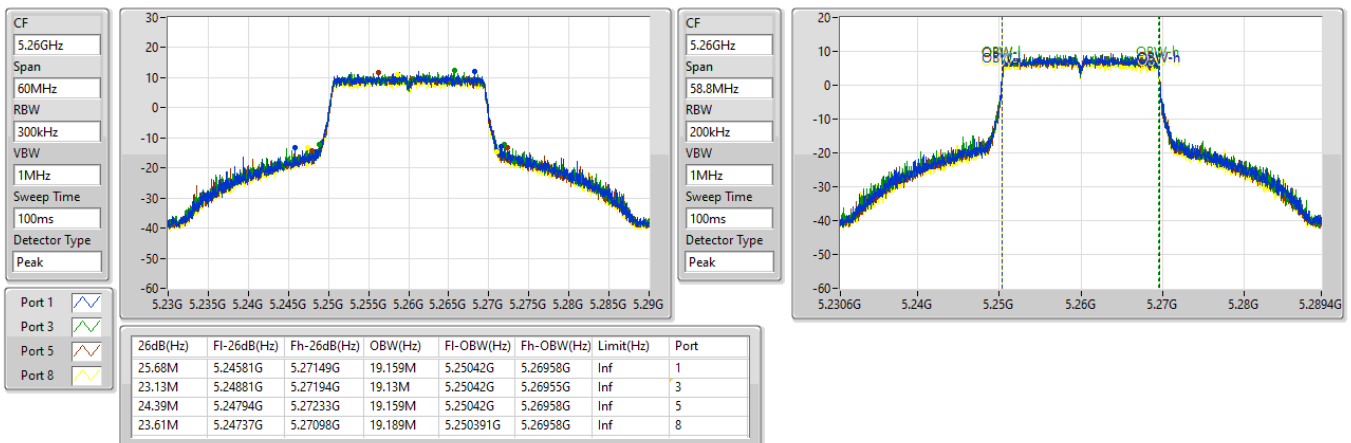 CF
5.26GHz
Span
60MHz
RBW
300kHz
VBW
1MHz
Sweep Time
100ms
Detector Type
Peak
30
20
10
0
-10
-20
-30
-40
-50
-60
5.23G 5.235G 5.24G 5.245G 5.25G 5.255G 5.26G 5.265G 5.27G 5.275G 5.28G 5.285G 5.29G
CF
5.26GHz
Span
58.8MHz
RBW
200kHz
VBW
1MHz
Sweep Time
100ms
Detector Type
Peak
20
10
0
-10
-20
-30
-40
-50
-60
OBW-l OBW-h
5.2306G 5.24G 5.25G 5.26G 5.27G 5.28G 5.2894G
Port 1
Port 3
Port 5
Port 8
26dB(Hz) Fl-26dB(Hz) Fh-26dB(Hz) OBW(Hz) Fl-OBW(Hz) Fh-OBW(Hz) Limit(Hz) Port
25.68M 5.24581G 5.27149G 19.159M 5.25042G 5.26958G Inf 1
23.13M 5.24881G 5.27194G 19.13M 5.25042G 5.26955G Inf 3
24.39M 5.24794G 5.27233G 19.159M 5.25042G 5.26958G Inf 5
23.61M 5.24737G 5.27098G 19.189M 5.250391G 5.26958G Inf 8